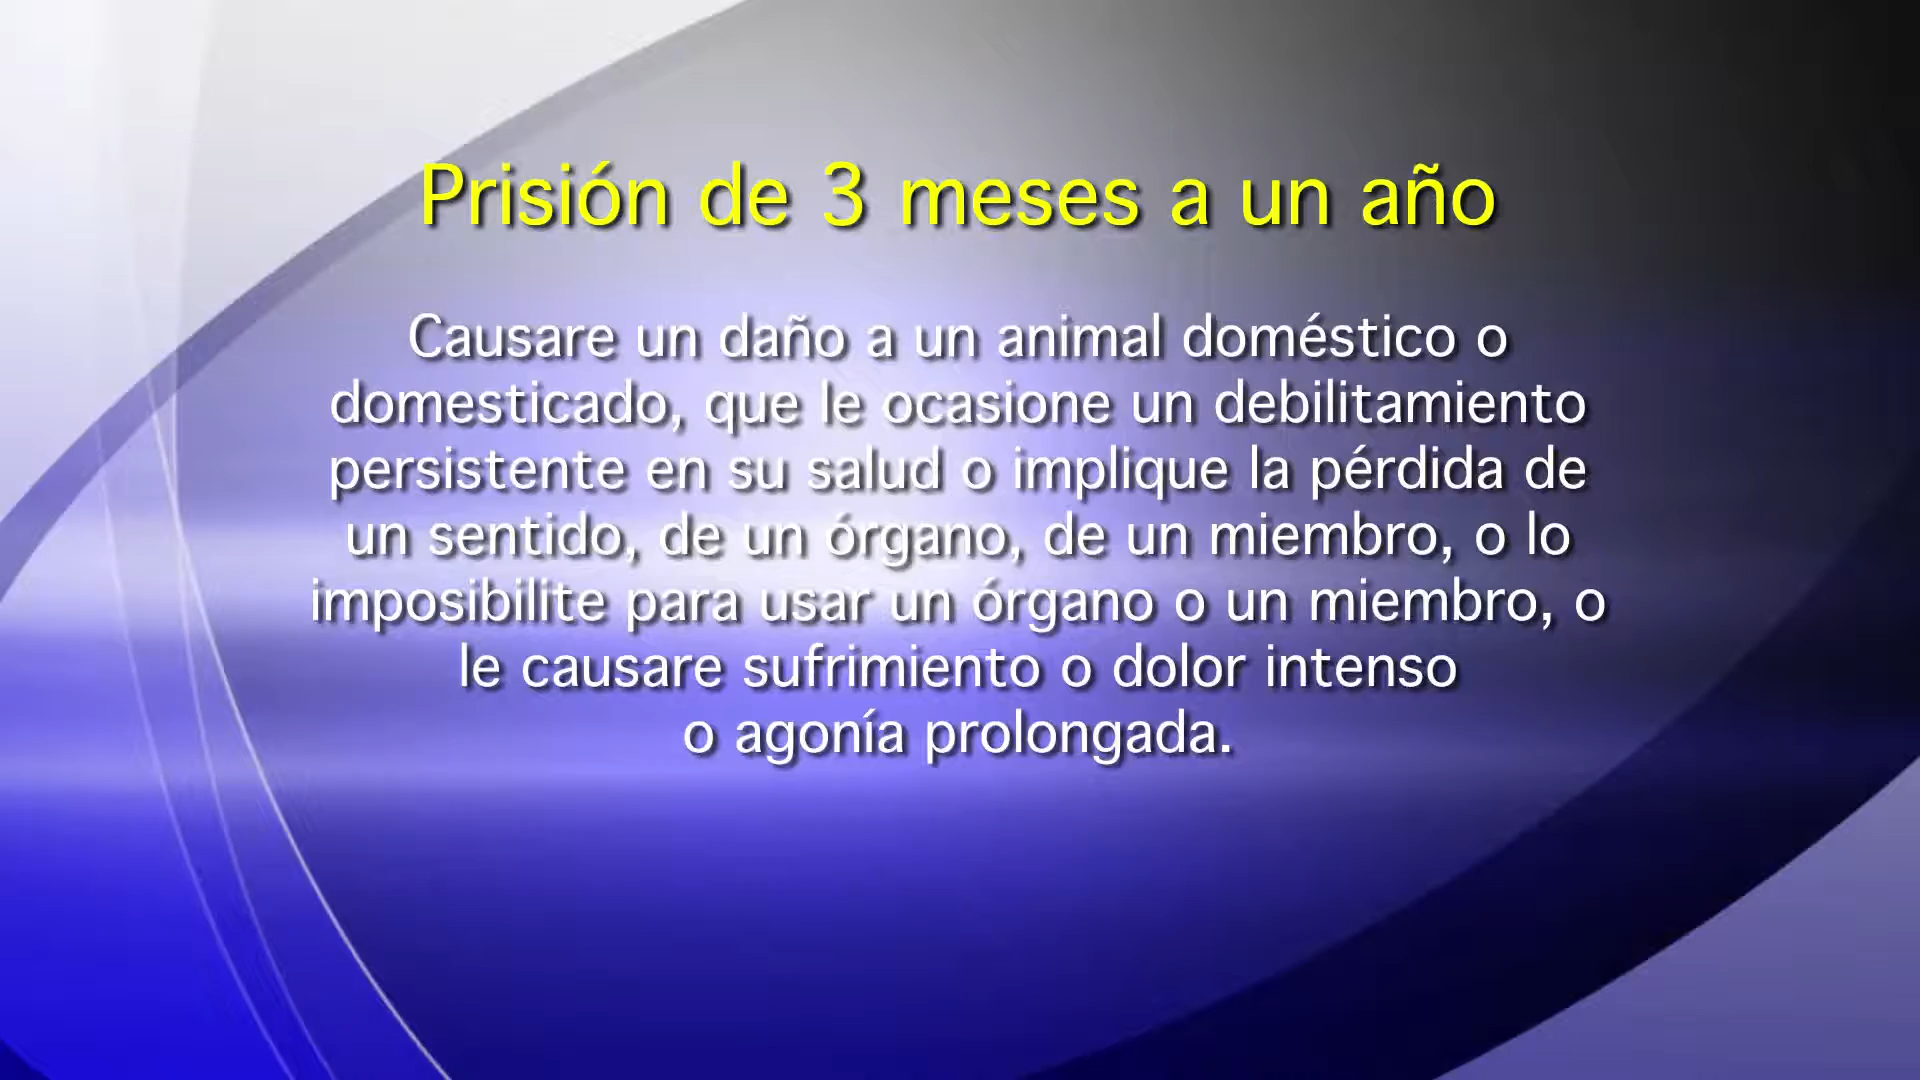 Prisión de 3 meses a un año
Causare un daño a un animal doméstico o
domesticado, que le ocasione un debilitamiento
persistente en su salud o implique la pérdida de
un sentido, de un órgano, de un miembro, o lo
imposibilite para usar un órgano o un miembro, o
le causare sufrimiento o dolor intenso
o agonía prolongada.